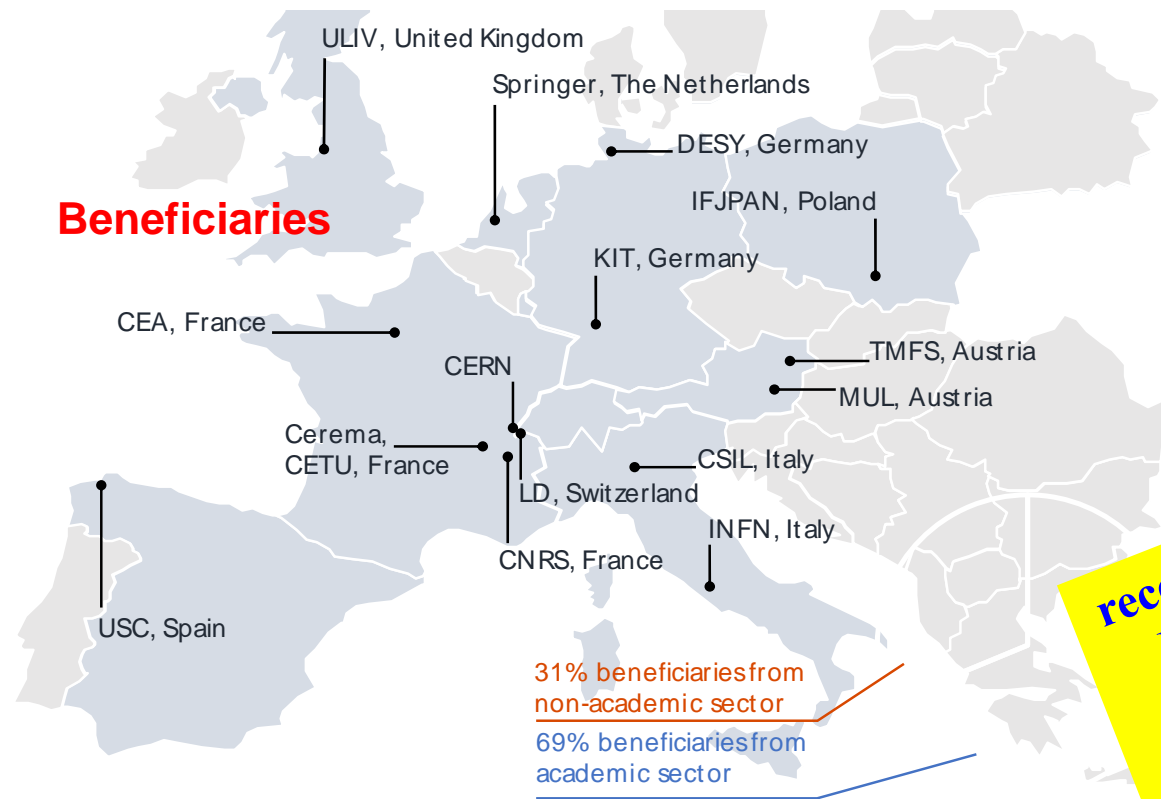 ULIV, United Kingdom
Springer, The Netherlands
DESY, Germany
IFJPAN, Poland
Beneficiaries
KIT, Germany
CEA, France
TMFS, Austria
CERN
MUL, Austria
Cerema,
CETU, France
CSIL, Italy
LD, Switzerland
INFN, Italy
CNRS, France
USC, Spain
31% beneficiaries from
non-academic sector
69% beneficiaries from
academic sector